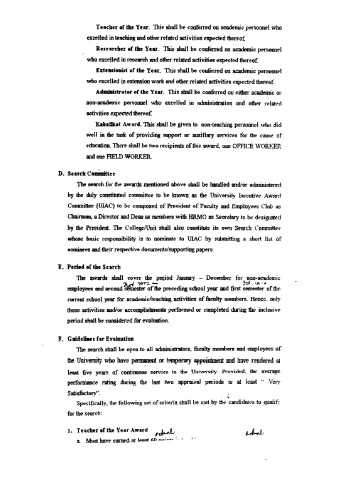 Teacher of the Year. This shall be conferred on academic personnel who
excelled in teaching and other related activities expected thereof.
Researcher of the Year. This shall be conferred on academic personnel
who excelled in research and other related activities expected thereof.
Extensionist of the Year. This shall be conferred on academic personnel
who excelled in extension work and other related activities expected thereof.
Administrator of the Year. This shall be conferred on either academic or
non-academic personnel who excelled in administration and other related
activities expected thereof.
Kabalikat Award. This shall be given to non-teaching personnel who did
well in the task of providing support or auxiliary services for the cause of
education. There shall be two recipients of this award, one OFFICE WORKER
and one FIELD WORKER.
D. Search Committee
The search for the awards mentioned above shall be handled and/or administered
by the duly constituted committee to be known as the University Incentive Award
Committee (UIAC) to be composed of President of Faculty and Employees Club as
Chairman, a Director and Dean as members with HRMO as Secretary to be designated
by the President. The College/Unit shall also constitute its own Search Committee
whose basic responsibility is to nominate to UIAC by submitting a short list of
nominees and their respective documents/supporting papers.
E. Period of the Search
The awards shall cover the period January – December for non-academic
employees and second semester of the preceding school year and first semester of the
current school year for academic/teaching activities of faculty members. Hence, only
those activities and/or accomplishments performed or completed during the inclusive
period shall be considered for evaluation.
F. Guidelines for Evaluation
The search shall be open to all administrators, faculty members and employees of
the University who have permanent or temporary appointment and have rendered at
least five years of continuous service to the University. Provided, the average
performance rating during the last two appraisal periods is at least " Very
Satisfactory".
Specifically, the following set of criteria shall be met by the candidates to qualify
for the search:
1. Teacher of the Year Award
a. Must have earned at least